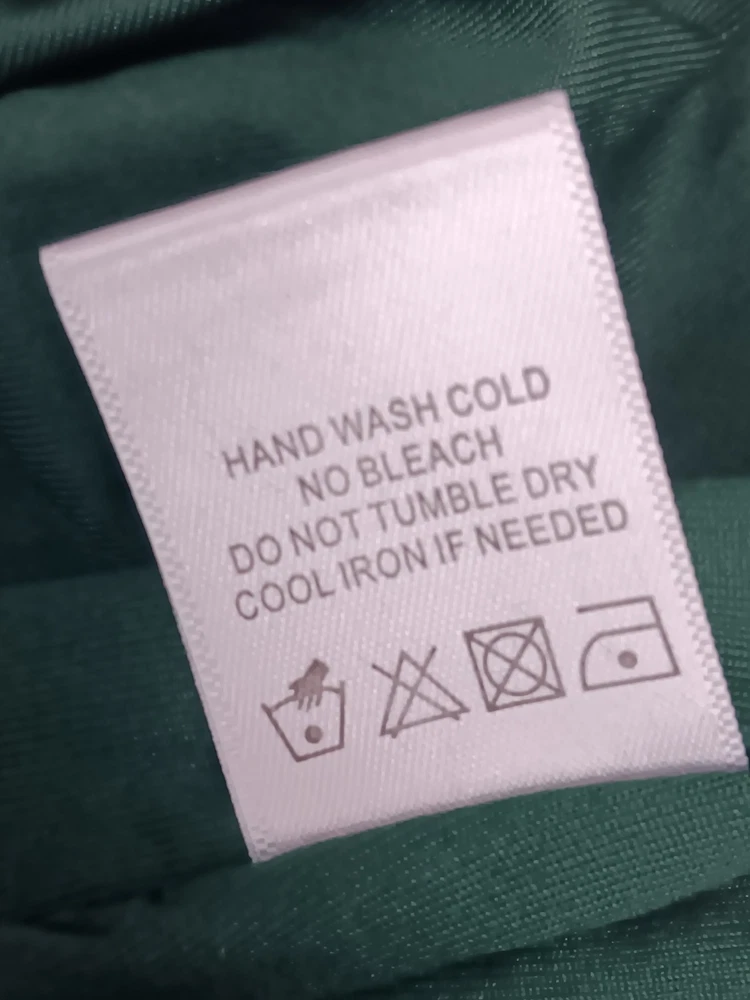 HAND WASH COLD
NO BLEACH
DO NOT TUMBLE DRY
COOL IRON IF NEEDED